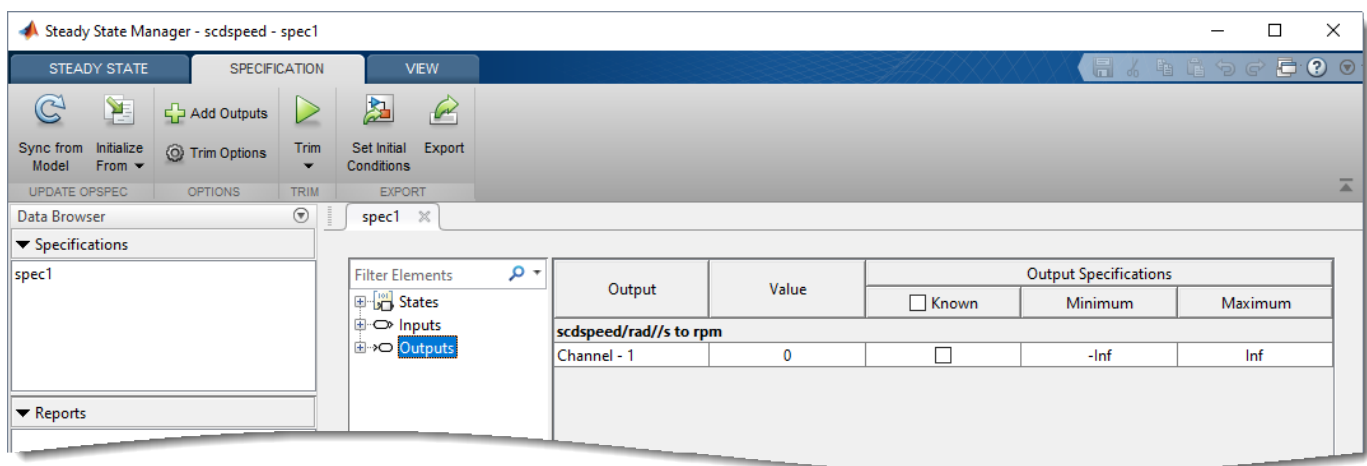 Steady State Manager - scdspeed - spec1
STEADY STATE SPECIFICATION VIEW
Add Outputs
Sync from Model
Initialize From
Trim Options
Trim
Set Initial Conditions
Export
UPDATE OPSPEC OPTIONS TRIM EXPORT
Data Browser
spec1
Specifications
spec1
Filter Elements
States
Inputs
Outputs
Output Value Output Specifications
Known Minimum Maximum
scdspeed/rad//s to rpm
Channel - 1 0 -Inf Inf
Reports